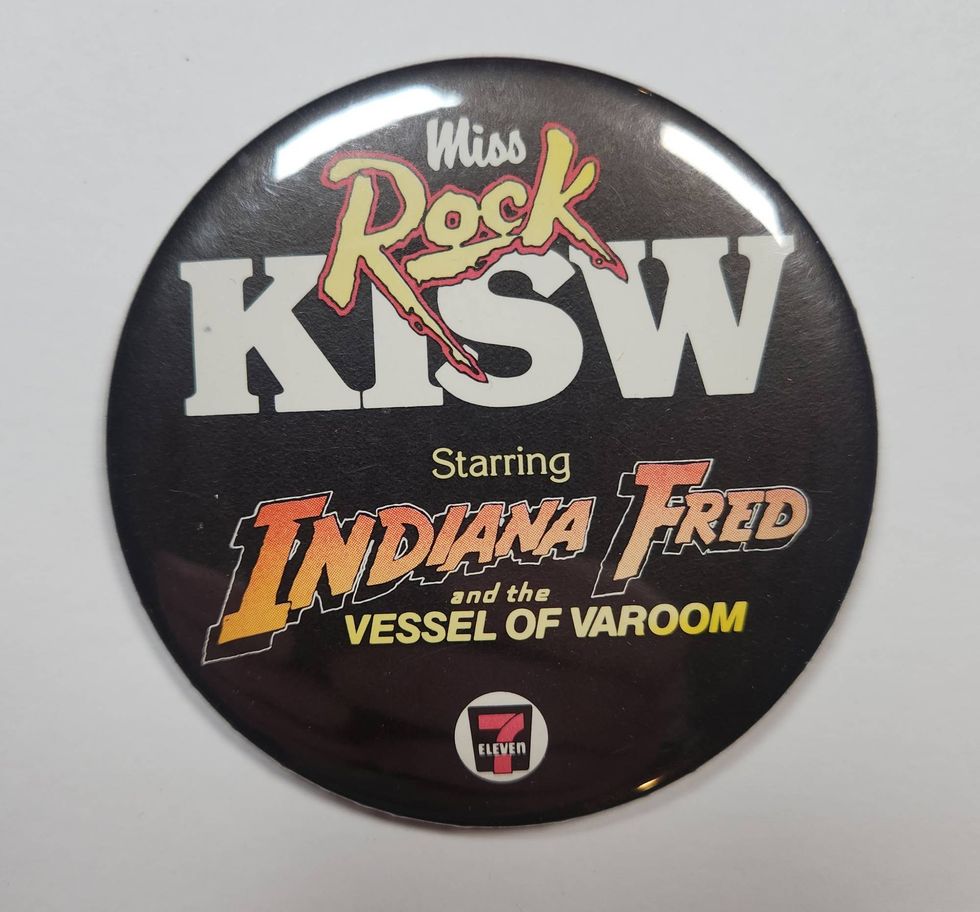 Miss
Rock
KISW
Starring
INDIANA FRED
and the
VESSEL OF VAROOM
7
ELEVEn